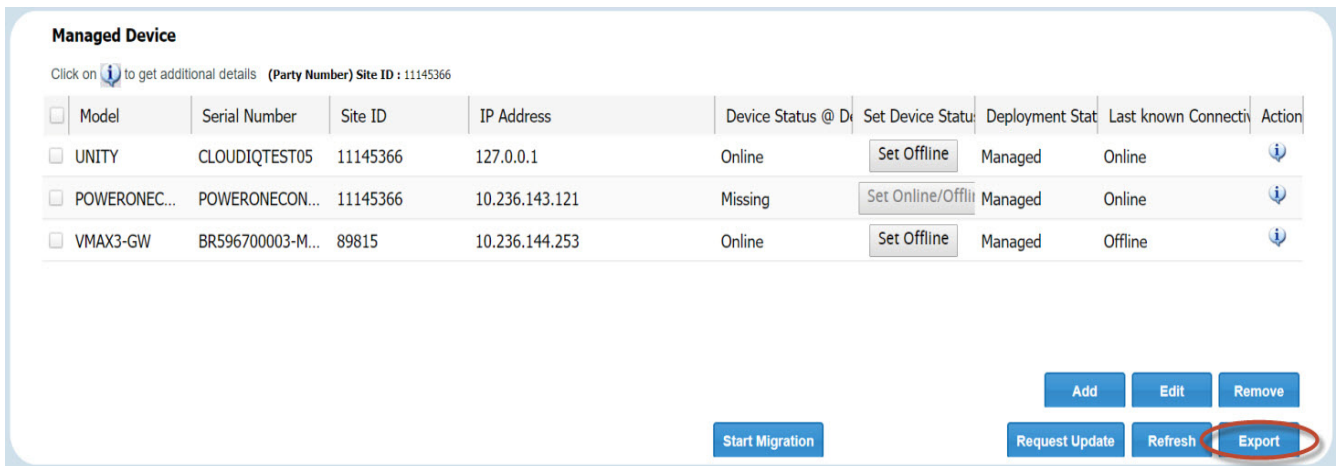 Managed Device
Click on to get additional details (Party Number) Site ID : 11145366
Model Serial Number Site ID IP Address Device Status @ De Set Device Statu Deployment Stat Last known Connectiv Action
UNITY CLOUDIQTEST05 11145366 127.0.0.1 Online Set Offline Managed Online
POWERONEC... POWERONECON... 11145366 10.236.143.121 Missing Set Online/Offlin Managed Online
VMAX3-GW BR596700003-M... 89815 10.236.144.253 Online Set Offline Managed Offline
Add Edit Remove
Start Migration Request Update Refresh Export